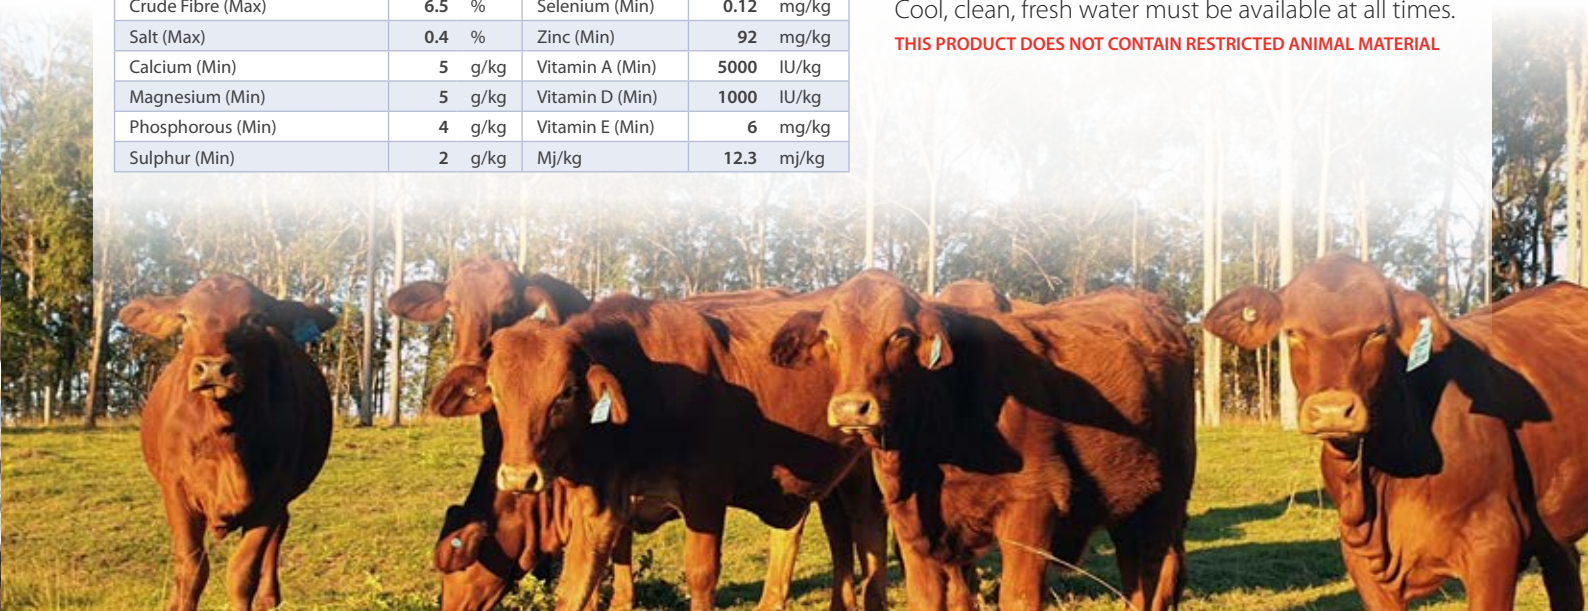 Crude Fibre (Max) 6.5 % Selenium (Min) 0.12 mg/kg
Salt (Max) 0.4 % Zinc (Min) 92 mg/kg
Calcium (Min) 5 g/kg Vitamin A (Min) 5000 IU/kg
Magnesium (Min) 5 g/kg Vitamin D (Min) 1000 IU/kg
Phosphorous (Min) 4 g/kg Vitamin E (Min) 6 mg/kg
Sulphur (Min) 2 g/kg Mj/kg 12.3 mj/kg
Cool, clean, fresh water must be available at all times.
THIS PRODUCT DOES NOT CONTAIN RESTRICTED ANIMAL MATERIAL